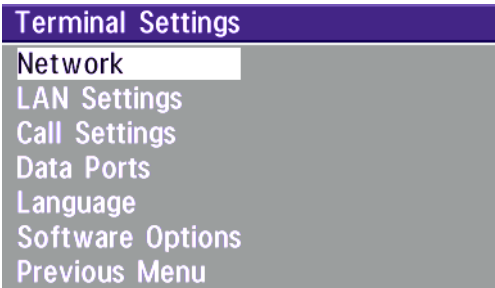 Terminal Settings
Network
LAN Settings
Call Settings
Data Ports
Language
Software Options
Previous Menu